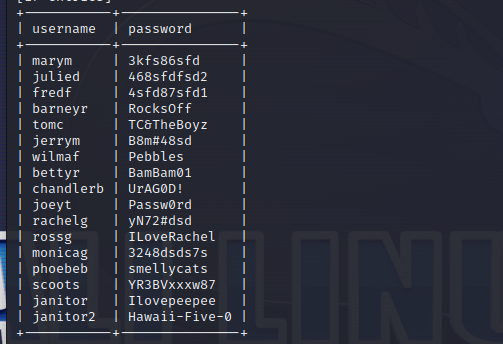 +------------+---------------+
| username | password |
+------------+---------------+
| marym | 3kfs86sfd |
| julied | 468sfdfsd2 |
| fredf | 4sfd87sfd1 |
| barneyr | RocksOff |
| tomc | TC&TheBoyz |
| jerrym | B8m#48sd |
| wilmaf | Pebbles |
| bettyr | BamBam01 |
| chandlerb | UrAG0D! |
| joeyt | Passw0rd |
| rachelg | yN72#dsd |
| rossg | ILoveRachel |
| monicag | 3248dsds7s |
| phoebeb | smellycats |
| scoots | YR3BVxxxw87 |
| janitor | Ilovepeepee |
| janitor2 | Hawaii-Five-0 |
+------------+---------------+